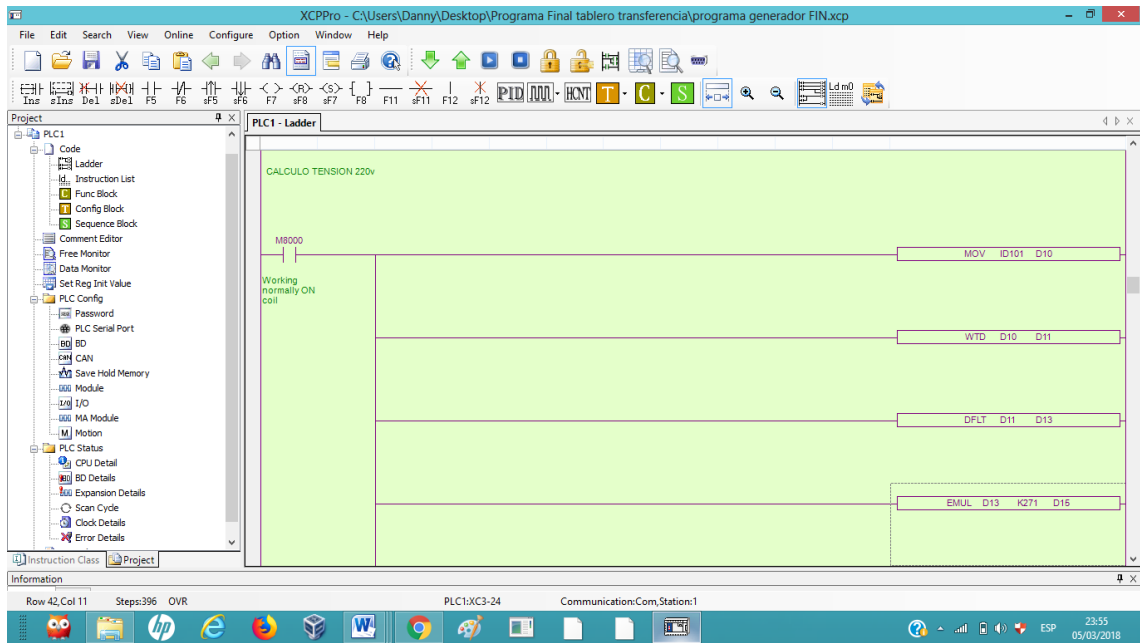 XCPPro - C:\Users\Danny\Desktop\Programa Final tablero transferencia\programa generador FIN.xcp
File Edit Search View Online Configure Option Window Help
Ins sIns Del sDel F5 F6 sF5 sF6 F7 sF8 sF7 F8 F11 sF11 F12 sF12 PID HCNT T C S Ld m0
Project
PLC1 - Ladder
PLC1
Code
Ladder
Instruction List
Func Block
Config Block
Sequence Block
Comment Editor
Free Monitor
Data Monitor
Set Reg Init Value
PLC Config
Password
PLC Serial Port
BD
CAN
Save Hold Memory
Module
I/O
MA Module
Motion
PLC Status
CPU Detail
BD Details
Expansion Details
Scan Cycle
Clock Details
Error Details
Instruction Class Project
CALCULO TENSION 220v
M8000
MOV ID101 D10
Working
normally ON
coil
WTD D10 D11
DFLT D11 D13
EMUL D13 K271 D15
Information
Row 42,Col 11 Steps:396 OVR PLC1:XC3-24 Communication:Com,Station:1
ESP
23:55
05/03/2018